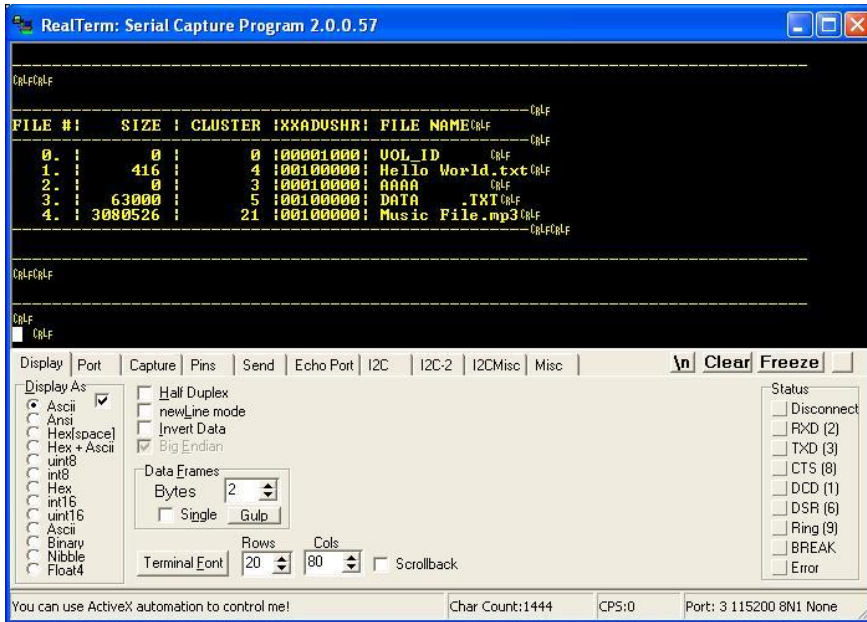 RealTerm: Serial Capture Program 2.0.0.57
CRLFCRLF
CRLF
FILE #¦ SIZE ¦ CLUSTER ¦XXADVSHR¦ FILE NAMECRLF
CRLF
0. ¦ 0 ¦ 0 ¦00001000¦ VOL_ID CRLF
1. ¦ 416 ¦ 4 ¦00100000¦ Hello World.txtCRLF
2. ¦ 0 ¦ 3 ¦00010000¦ AAAA CRLF
3. ¦ 63000 ¦ 5 ¦00100000¦ DATA .TXTCRLF
4. ¦ 3080526 ¦ 21 ¦00100000¦ Music File.mp3CRLF
CRLFCRLF
CRLFCRLF
CRLF
CRLF
Display Port Capture Pins Send Echo Port I2C I2C-2 I2CMisc Misc \n Clear Freeze
Display As
Ascii
Ansi
Hex[space]
Hex + Ascii
uint8
int8
Hex
int16
uint16
Ascii
Binary
Nibble
Float4
Half Duplex
newLine mode
Invert Data
Big Endian
Data Frames
Bytes 2
Single Gulp
Rows Cols
Terminal Font 20 80 Scrollback
Status
Disconnect
RXD (2)
TXD (3)
CTS (8)
DCD (1)
DSR (6)
Ring (9)
BREAK
Error
You can use ActiveX automation to control me! Char Count:1444 CPS:0 Port: 3 115200 8N1 None